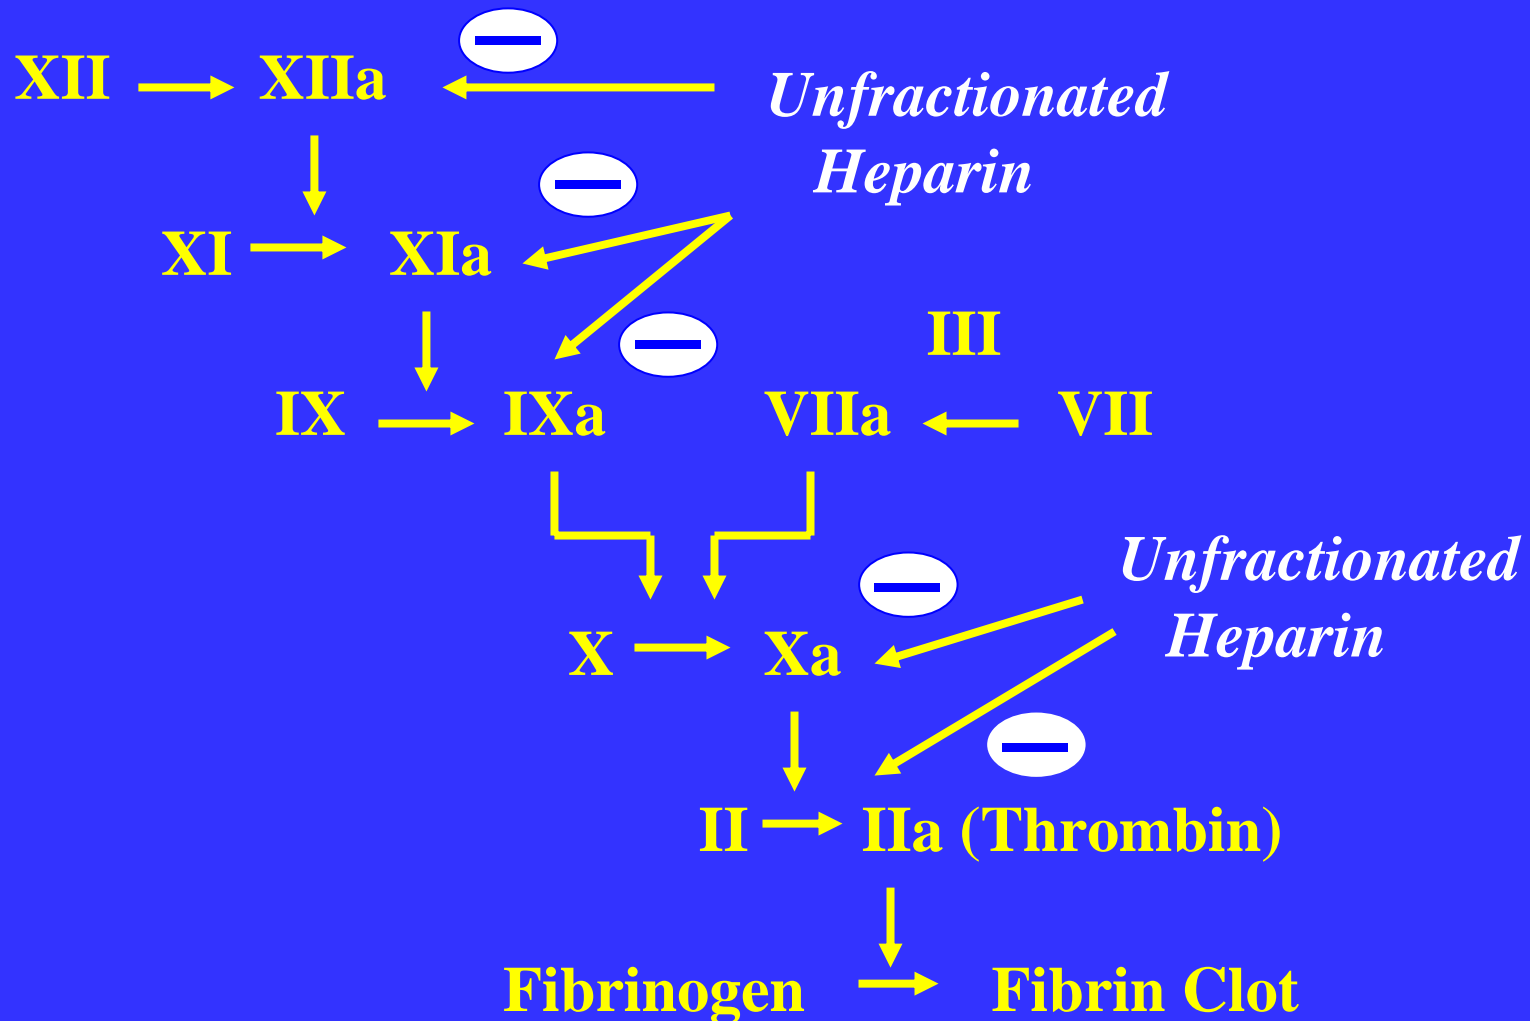 XII XIIa Unfractionated
Heparin
XI XIa
III
IX IXa VIIa VII
Unfractionated
Heparin
X Xa
II IIa (Thrombin)
Fibrinogen Fibrin Clot